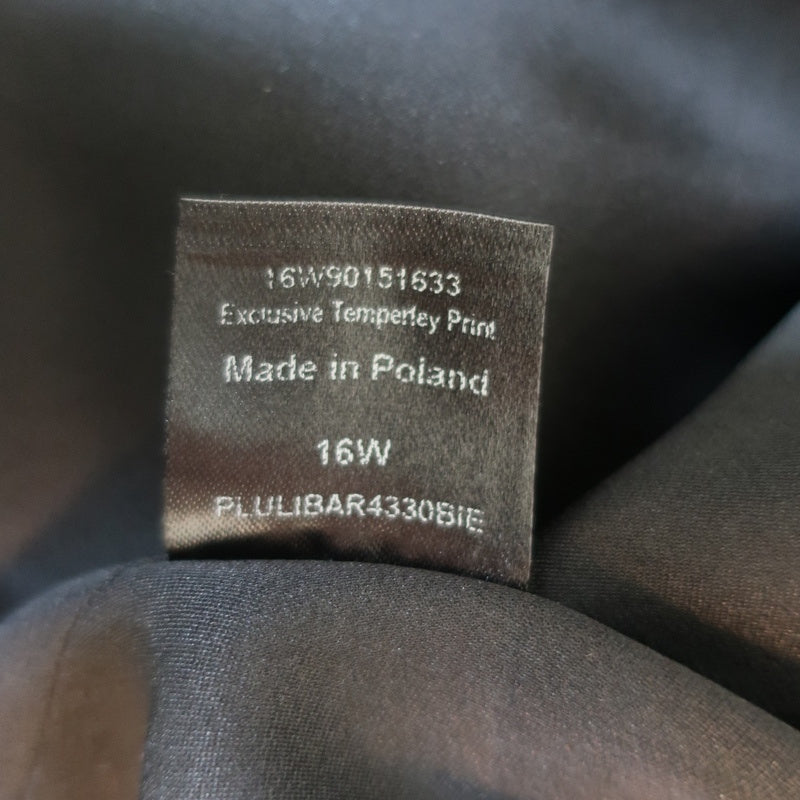 16W90151633
Exclusive Temperley Print
Made in Poland
16W
PLULIBAR4330BIE